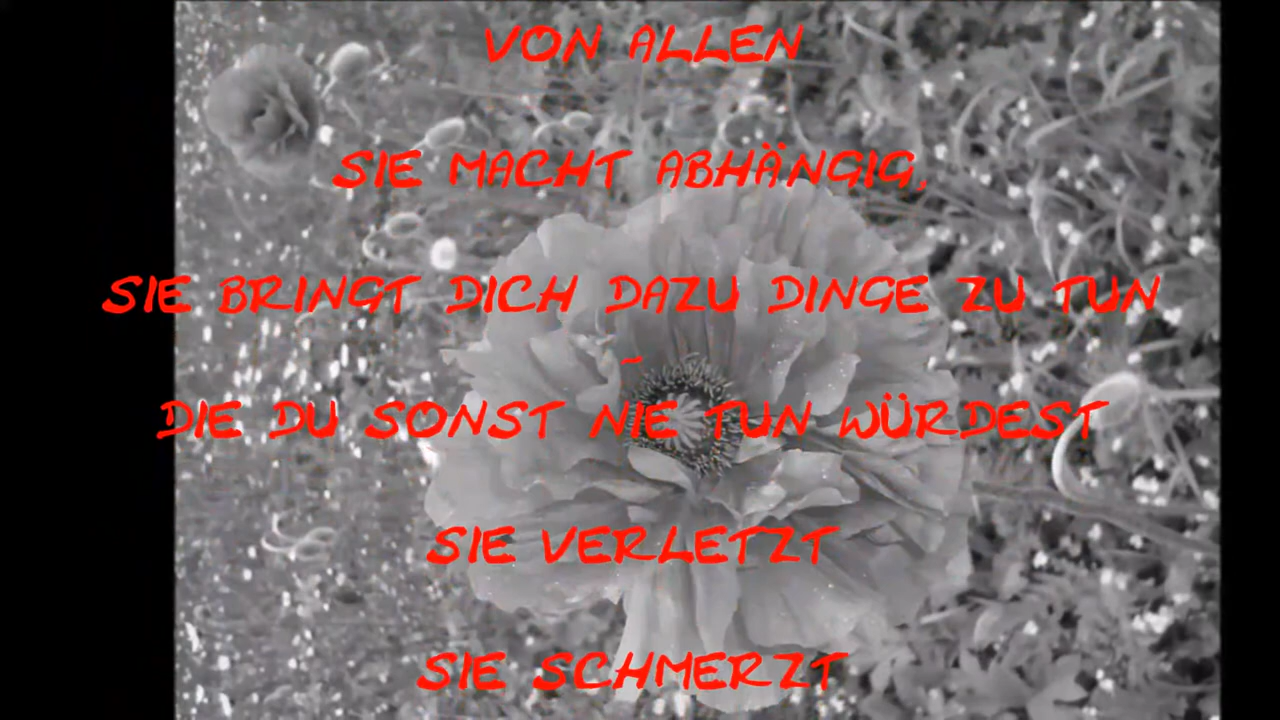 VON ALLEN
SIE MACHT ABHÄNGIG,
SIE BRINGT DICH DAZU DINGE ZU TUN
-
DIE DU SONST NIE TUN WÜRDEST
SIE VERLETZT
SIE SCHMERZT